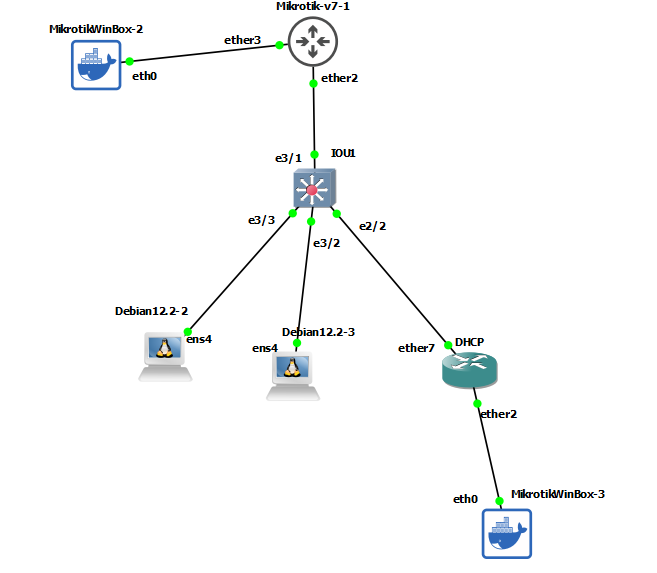 Mikrotik-v7-1
MikrotikWinBox-2
ether3
eth0
ether2
e3/1
IOU1
e3/3
e3/2
e2/2
Debian12.2-2
ens4
Debian12.2-3
ens4
ether7
DHCP
ether2
eth0
MikrotikWinBox-3